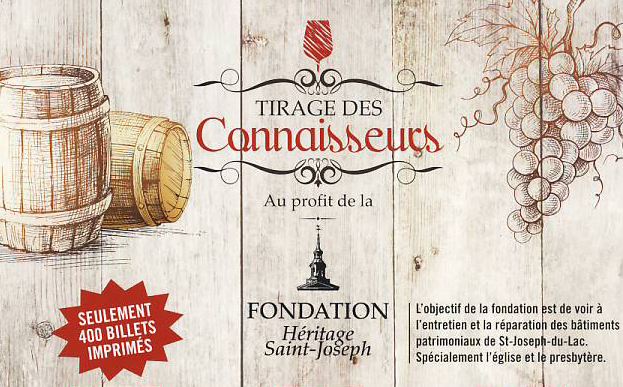 TIRAGE DES
Connaisseurs
Au profit de la
FONDATION
Héritage
Saint-Joseph
SEULEMENT
400 BILLETS
IMPRIMÉS
L'objectif de la fondation est de voir à
l'entretien et la réparation des bâtiments
patrimoniaux de St-Joseph-du-Lac.
Spécialement l'église et le presbytère.